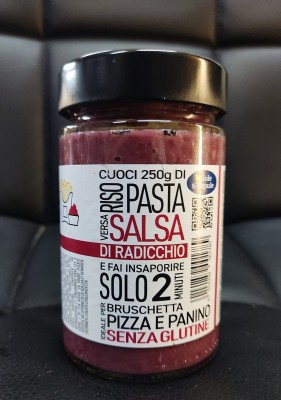 CUOCI 250g DI
RISO PASTA
VERSA
SALSA
DI RADICCHIO
E FAI INSAPORIRE
SOLO 2 MINUTI
IDEALE PER
BRUSCHETTA
PIZZA E PANINO
SENZA GLUTINE